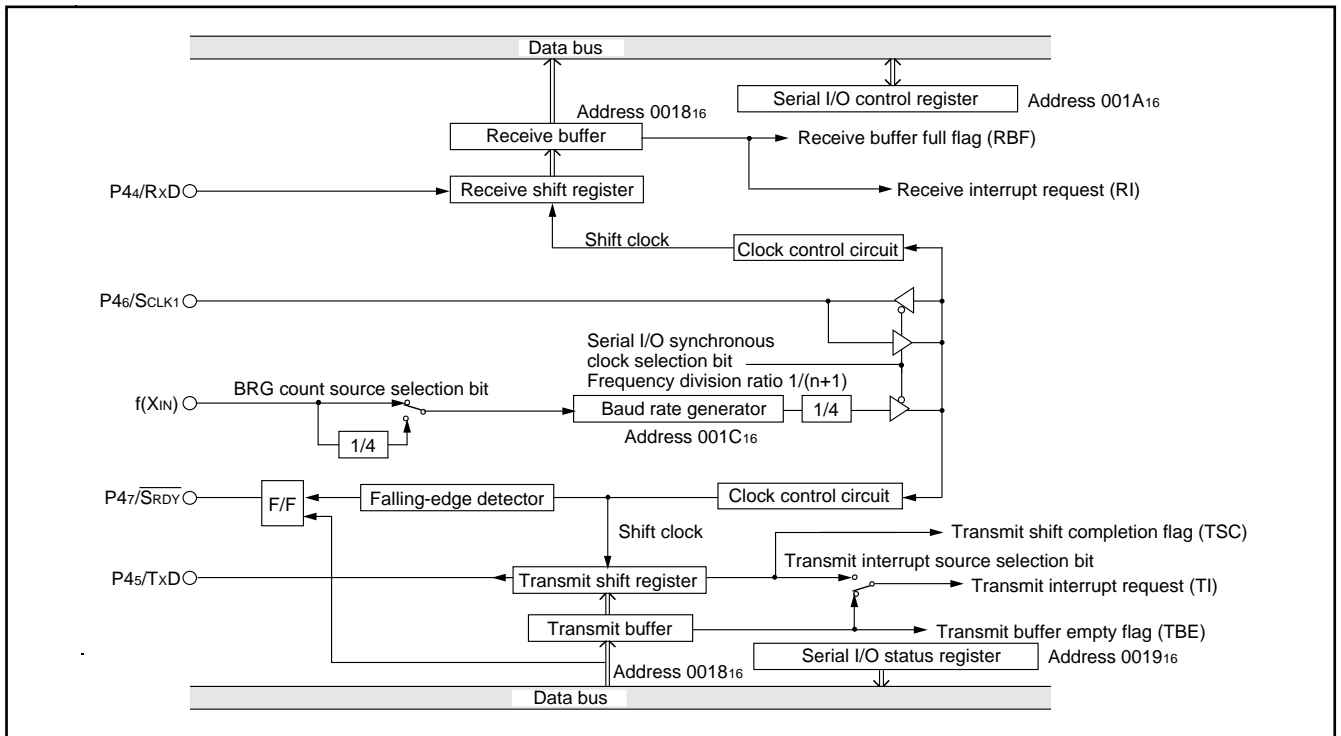 Data bus
Serial I/O control register Address 001A16
Address 001816
Receive buffer Receive buffer full flag (RBF)
P44/RXD Receive shift register Receive interrupt request (RI)
Shift clock Clock control circuit
P46/SCLK1
Serial I/O synchronous
clock selection bit
Frequency division ratio 1/(n+1)
BRG count source selection bit
f(XIN) Baud rate generator 1/4
Address 001C16
1/4
P47/SRDY F/F Falling-edge detector Clock control circuit
Shift clock Transmit shift completion flag (TSC)
Transmit interrupt source selection bit
P45/TXD Transmit shift register Transmit interrupt request (TI)
Transmit buffer Transmit buffer empty flag (TBE)
Address 001816 Serial I/O status register Address 001916
Data bus